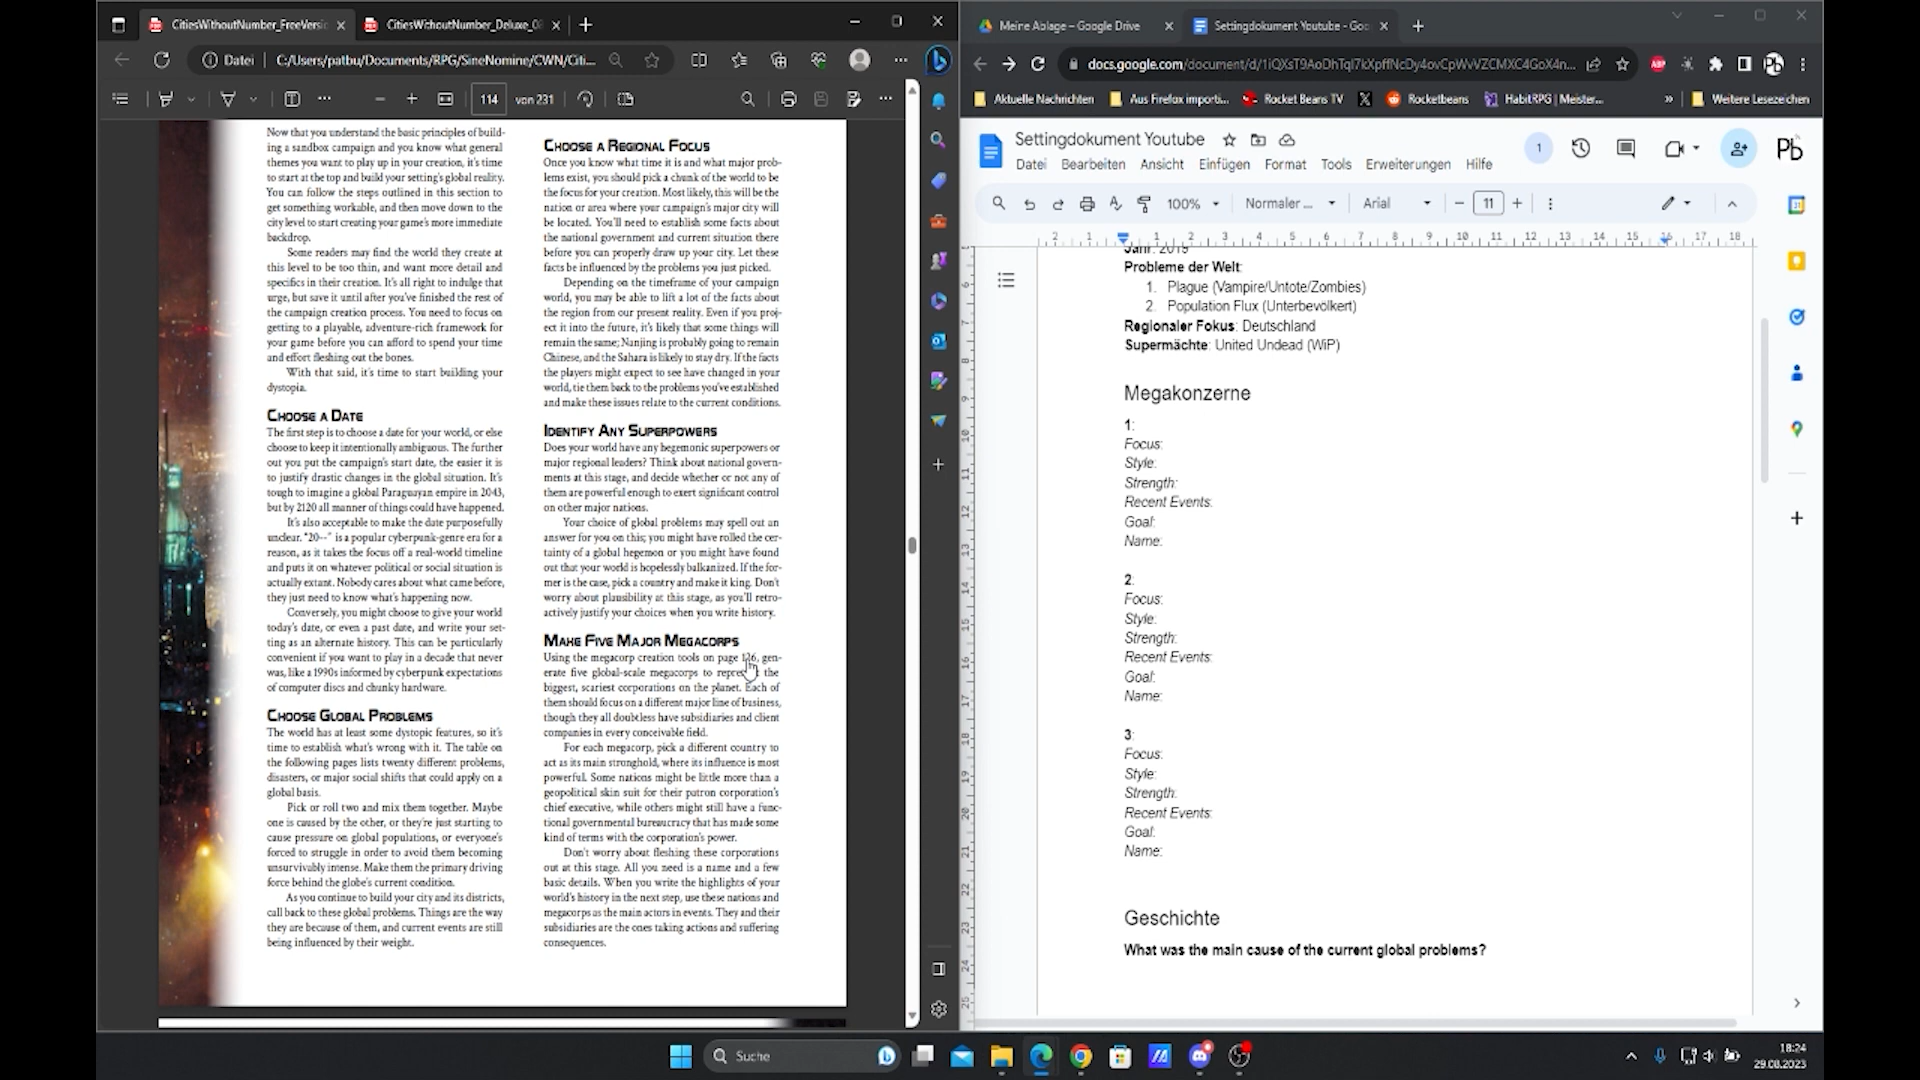 CitiesWithoutNumber_FreeVersi
CitiesWithoutNumber_Deluxe_0
Datei
C:/Users/patbu/Documents/RPG/SineNomine/CWN/Citi...
114
von 231
Now that you understand the basic principles of build-
ing a sandbox campaign and you know what general
themes you want to play up in your creation, it's time
to start at the top and build your setting's global reality.
You can follow the steps outlined in this section to
get something workable, and then move down to the
city level to start creating your game's more immediate
backdrop.
Some readers may find the world they create at
this level to be too thin, and want more detail and
specifics in their creation. It's all right to indulge that
urge, but save it until after you've finished the rest of
the campaign creation process. You need to focus on
getting to a playable, adventure-rich framework for
your game before you can afford to spend your time
and effort fleshing out the bones.
With that said, it's time to start building your
dystopia.
CHOOSE A DATE
The first step is to choose a date for your world, or else
choose to keep it intentionally ambiguous. The further
out you put the campaign's start date, the easier it is
to justify drastic changes in the global situation. It's
tough to imagine a global Paraguayan empire in 2043,
but by 2120 all manner of things could have happened.
It's also acceptable to make the date purposefully
unclear. "20--" is a popular cyberpunk-genre era for a
reason, as it takes the focus off a real-world timeline
and puts it on whatever political or social situation is
actually extant. Nobody cares about what came before,
they just need to know what's happening now.
Conversely, you might choose to give your world
today's date, or even a past date, and write your set-
ting as an alternate history. This can be particularly
convenient if you want to play in a decade that never
was, like a 1990s informed by cyberpunk expectations
of computer discs and chunky hardware.
CHOOSE GLOBAL PROBLEMS
The world has at least some dystopic features, so it's
time to establish what's wrong with it. The table on
the following pages lists twenty different problems,
disasters, or major social shifts that could apply on a
global basis.
Pick or roll two and mix them together. Maybe
one is caused by the other, or they're just starting to
cause pressure on global populations, or everyone's
forced to struggle in order to avoid them becoming
unsurvivably intense. Make them the primary driving
force behind the globe's current condition.
As you continue to build your city and its districts,
call back to these global problems. Things are the way
they are because of them, and current events are still
being influenced by their weight.
CHOOSE A REGIONAL FOCUS
Once you know what time it is and what major prob-
lems exist, you should pick a chunk of the world to be
the focus for your creation. Most likely, this will be the
nation or area where your campaign's major city will
be located. You'll need to establish some facts about
the national government and current situation there
before you can properly draw up your city. Let these
facts be influenced by the problems you just picked.
Depending on the timeframe of your campaign
world, you may be able to lift a lot of the facts about
the region from our present reality. Even if you proj-
ect it into the future, it's likely that some things will
remain the same; Nanjing is probably going to remain
Chinese, and the Sahara is likely to stay dry. If the facts
the players might expect to see have changed in your
world, tie them back to the problems you've established
and make these issues relate to the current conditions.
IDENTIFY ANY SUPERPOWERS
Does your world have any hegemonic superpowers or
major regional leaders? Think about national govern-
ments at this stage, and decide whether or not any of
them are powerful enough to exert significant control
on other major nations.
Your choice of global problems may spell out an
answer for you on this; you might have rolled the cer-
tainty of a global hegemon or you might have found
out that your world is hopelessly balkanized. If the for-
mer is the case, pick a country and make it king. Don't
worry about plausibility at this stage, as you'll retro-
actively justify your choices when you write history.
MAKE FIVE MAJOR MEGACORPS
Using the megacorp creation tools on page 126, gen-
erate five global-scale megacorps to represent the
biggest, scariest corporations on the planet. Each of
them should focus on a different major line of business,
though they all doubtless have subsidiaries and client
companies in every conceivable field.
For each megacorp, pick a different country to
act as its main stronghold, where its influence is most
powerful. Some nations might be little more than a
geopolitical skin suit for their patron corporation's
chief executive, while others might still have a func-
tional governmental bureaucracy that has made some
kind of terms with the corporation's power.
Don't worry about fleshing these corporations
out at this stage. All you need is a name and a few
basic details. When you write the highlights of your
world's history in the next step, use these nations and
megacorps as the main actors in events. They and their
subsidiaries are the ones taking actions and suffering
consequences.
Meine Ablage – Google Drive
Settingdokument Youtube - Goo
docs.google.com/document/d/1iQXsT9AoDhTqI7kXpffNcDy4ovCpWvVZCMXC4GoX4n...
Aktuelle Nachrichten
Aus Firefox importi...
Rocket Beans TV
Rocketbeans
HabitRPG | Meister...
»
Weitere Lesezeichen
Settingdokument Youtube
Datei Bearbeiten Ansicht Einfügen Format Tools Erweiterungen Hilfe
1
Pb
100%
Normaler ...
Arial
11
2 1 1 2 3 4 5 6 7 8 9 10 11 12 13 14 15 16 17 18
Jahr: 2019
Probleme der Welt:
1. Plague (Vampire/Untote/Zombies)
2. Population Flux (Unterbevölkert)
Regionaler Fokus: Deutschland
Supermächte: United Undead (WiP)
Megakonzerne
1:
Focus:
Style:
Strength:
Recent Events:
Goal:
Name:
2:
Focus:
Style:
Strength:
Recent Events:
Goal:
Name:
3:
Focus:
Style:
Strength:
Recent Events:
Goal:
Name:
Geschichte
What was the main cause of the current global problems?
Suche
18:24
29.08.2023